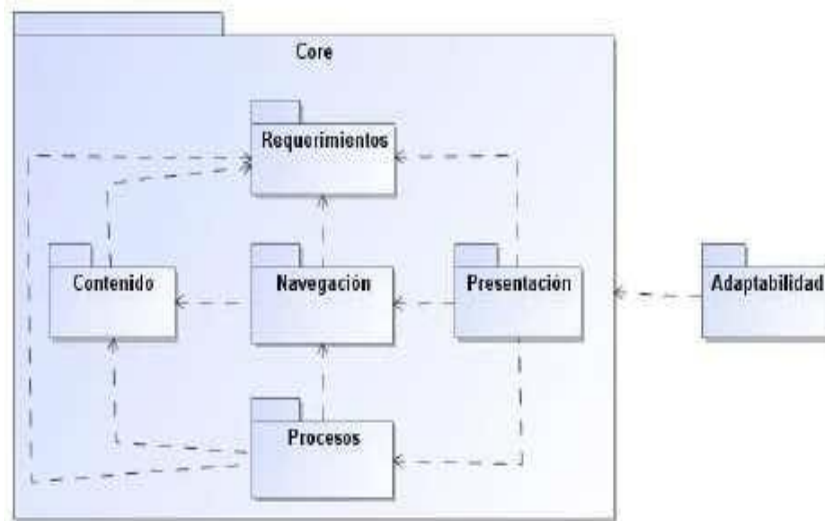 Core
Requerimientos
Contenido
Navegación
Presentación
Adaptabilidad
Procesos